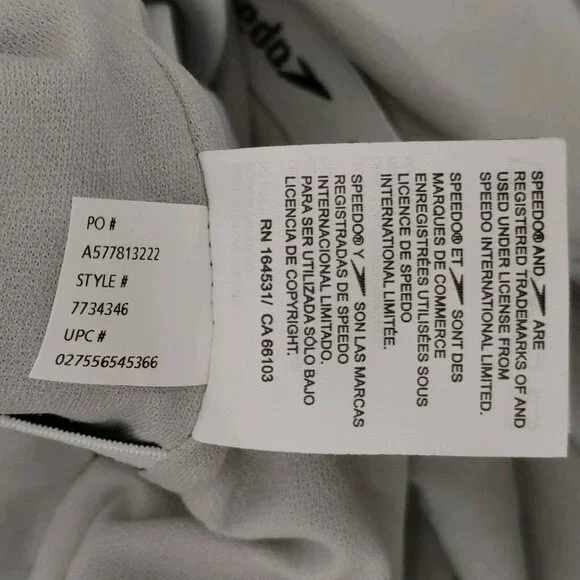 edo
PO #
A577813222
STYLE #
7734346
UPC #
027556545366
SPEEDO® AND ARE
REGISTERED TRADEMARKS OF AND
USED UNDER LICENSE FROM
SPEEDO INTERNATIONAL LIMITED.
SPEEDO® ET SONT DES
MARQUES DE COMMERCE
ENREGISTRÉES UTILISÉES SOUS
LICENCE DE SPEEDO
INTERNATIONAL LIMITÉE.
SPEEDO® Y SON LAS MARCAS
REGISTRADAS DE SPEEDO
INTERNACIONAL LIMITADO.
PARA SER UTILIZADA SÓLO BAJO
LICENCIA DE COPYRIGHT.
RN 164531/ CA 66103